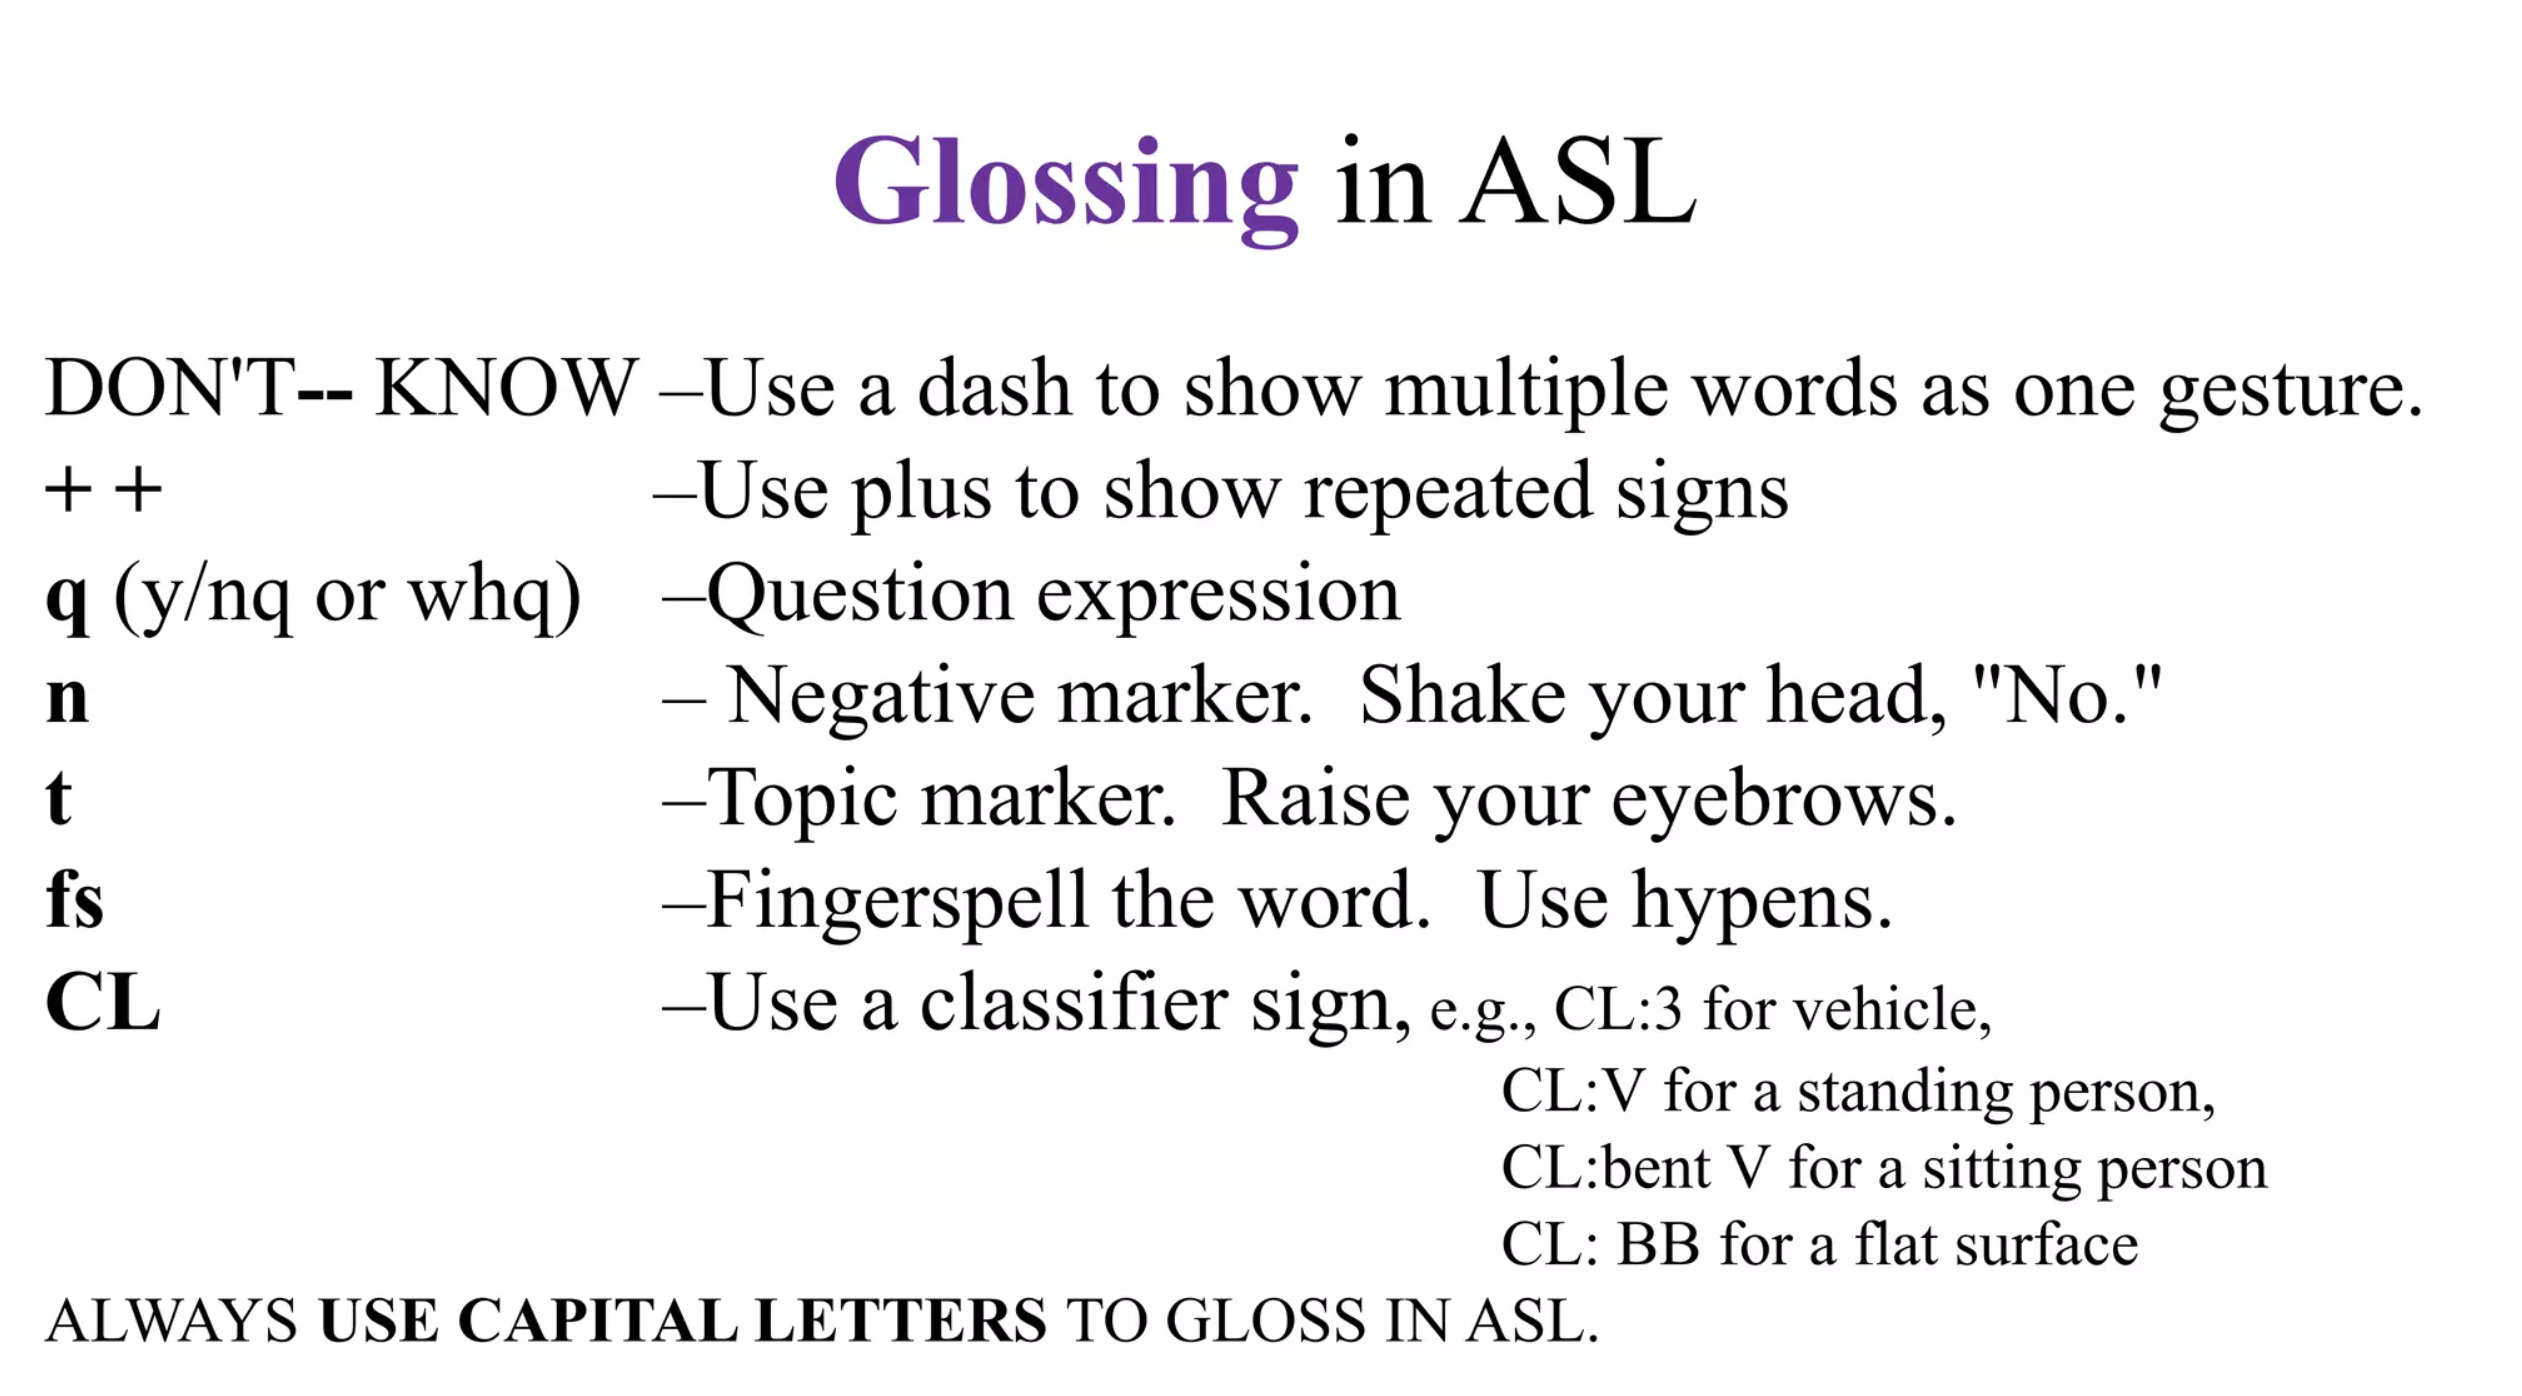 Glossing in ASL
DON'T-- KNOW –Use a dash to show multiple words as one gesture.
+ + –Use plus to show repeated signs
q (y/nq or whq) –Question expression
n – Negative marker. Shake your head, "No."
t –Topic marker. Raise your eyebrows.
fs –Fingerspell the word. Use hypens.
CL –Use a classifier sign, e.g., CL:3 for vehicle,
CL:V for a standing person,
CL:bent V for a sitting person
CL: BB for a flat surface
ALWAYS USE CAPITAL LETTERS TO GLOSS IN ASL.